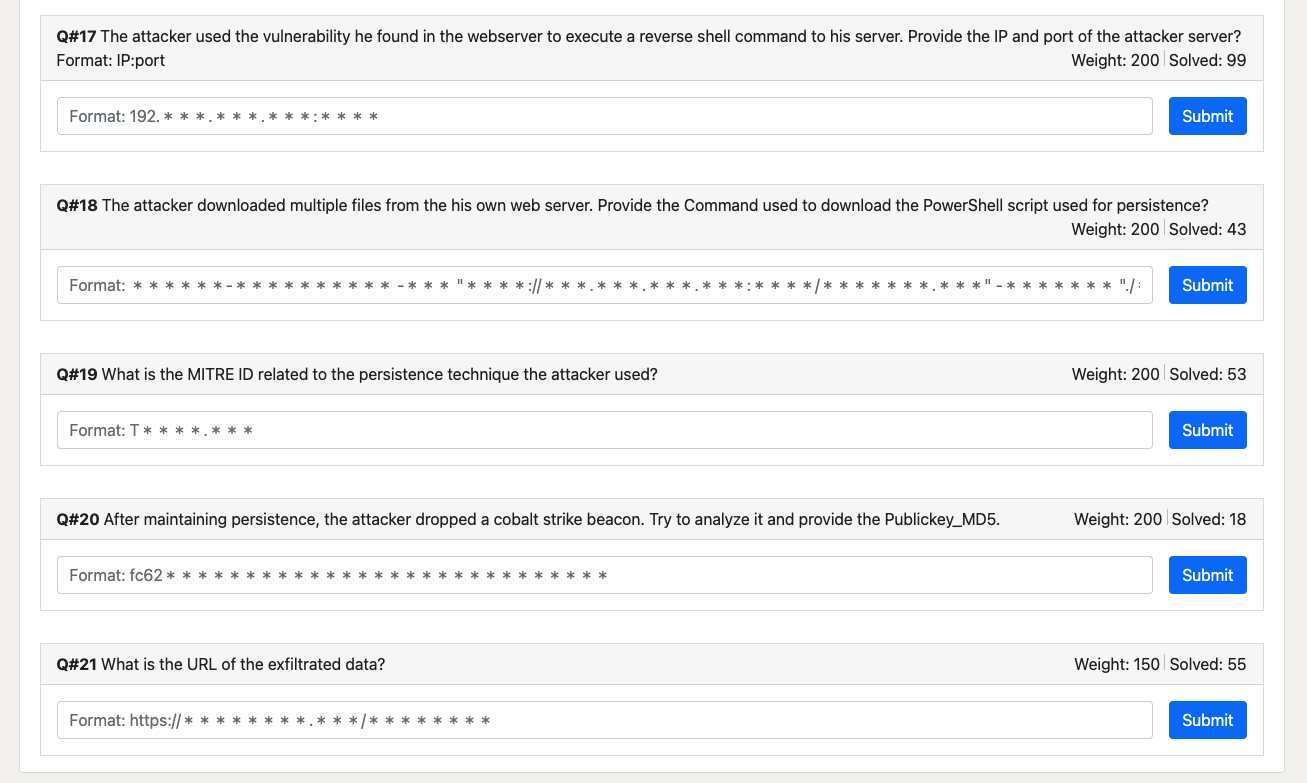 Q#17 The attacker used the vulnerability he found in the webserver to execute a reverse shell command to his server. Provide the IP and port of the attacker server?
Format: IP:port
Weight: 200 Solved: 99
Format: 192.***.***.***:****
Submit
Q#18 The attacker downloaded multiple files from the his own web server. Provide the Command used to download the PowerShell script used for persistence?
Weight: 200 Solved: 43
Format: ******-********** -*** "****://***.***.***.***:****/*******.***" -******* "./
Submit
Q#19 What is the MITRE ID related to the persistence technique the attacker used?
Weight: 200 Solved: 53
Format: T****.***
Submit
Q#20 After maintaining persistence, the attacker dropped a cobalt strike beacon. Try to analyze it and provide the Publickey_MD5.
Weight: 200 Solved: 18
Format: fc62****************************
Submit
Q#21 What is the URL of the exfiltrated data?
Weight: 150 Solved: 55
Format: https://********.***/********
Submit